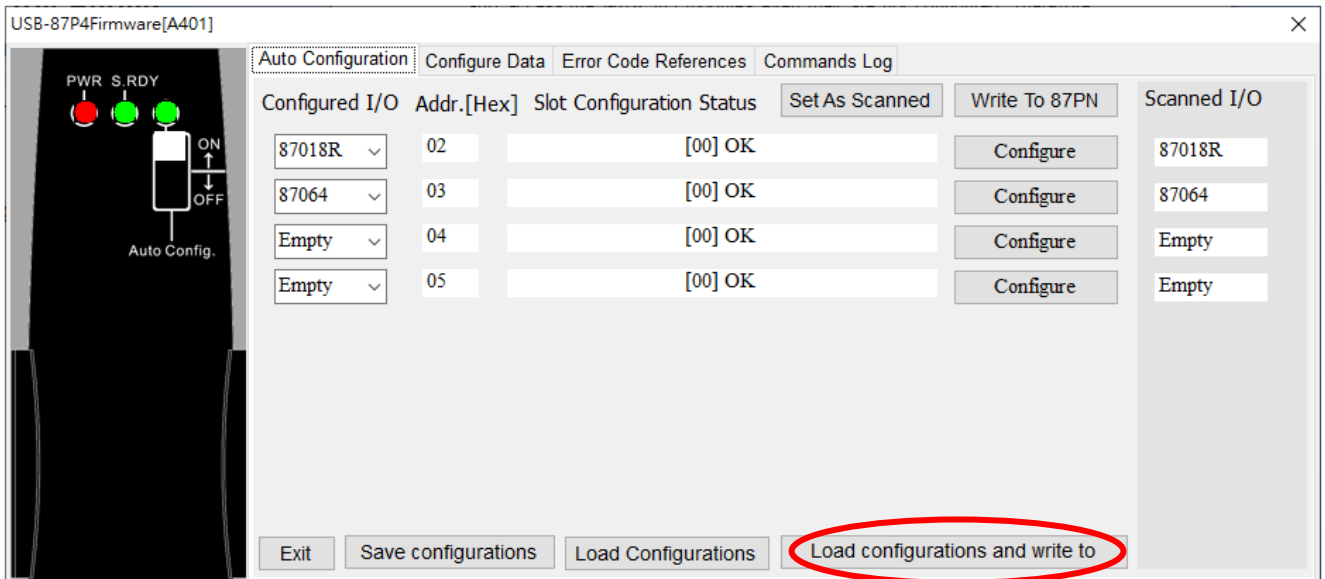 USB-87P4Firmware[A401]
Auto Configuration Configure Data Error Code References Commands Log
PWR S.RDY
ON
OFF
Auto Config.
Configured I/O Addr.[Hex] Slot Configuration Status Set As Scanned Write To 87PN Scanned I/O
87018R 02 [00] OK Configure 87018R
87064 03 [00] OK Configure 87064
Empty 04 [00] OK Configure Empty
Empty 05 [00] OK Configure Empty
Exit Save configurations Load Configurations Load configurations and write to